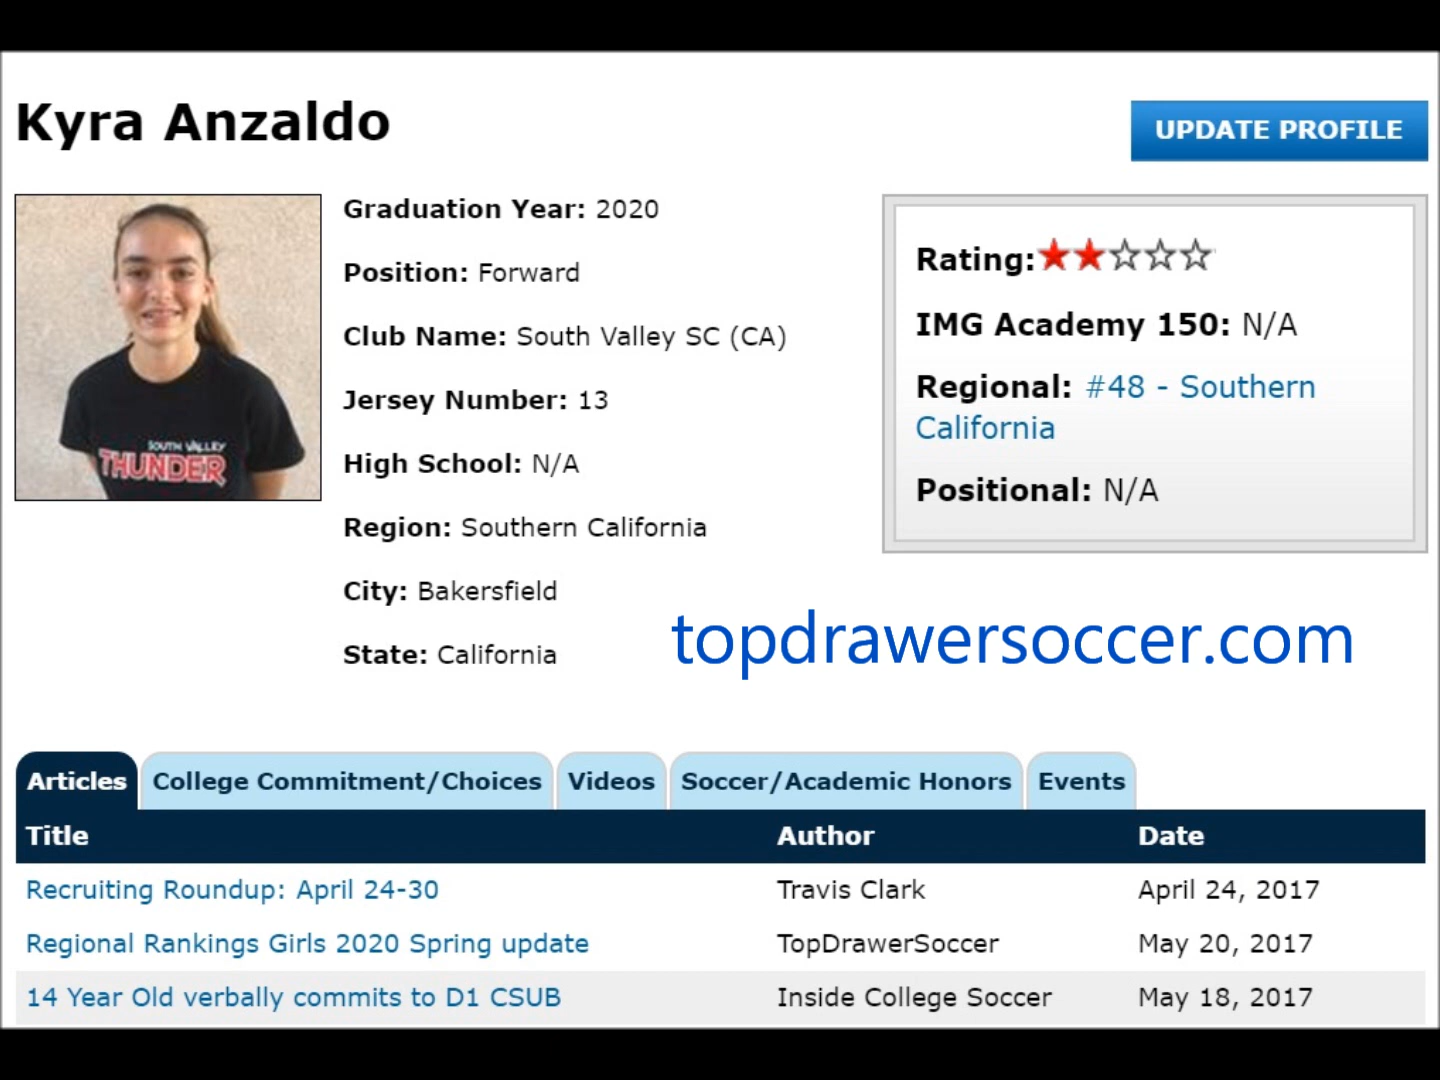 Kyra Anzaldo
UPDATE PROFILE
SOUTH VALLEY
THUNDER
Graduation Year: 2020
Position: Forward
Club Name: South Valley SC (CA)
Jersey Number: 13
High School: N/A
Region: Southern California
City: Bakersfield
State: California
Rating:
IMG Academy 150: N/A
Regional: #48 - Southern
California
Positional: N/A
topdrawersoccer.com
Articles College Commitment/Choices Videos Soccer/Academic Honors Events
Title Author Date
Recruiting Roundup: April 24-30 Travis Clark April 24, 2017
Regional Rankings Girls 2020 Spring update TopDrawerSoccer May 20, 2017
14 Year Old verbally commits to D1 CSUB Inside College Soccer May 18, 2017